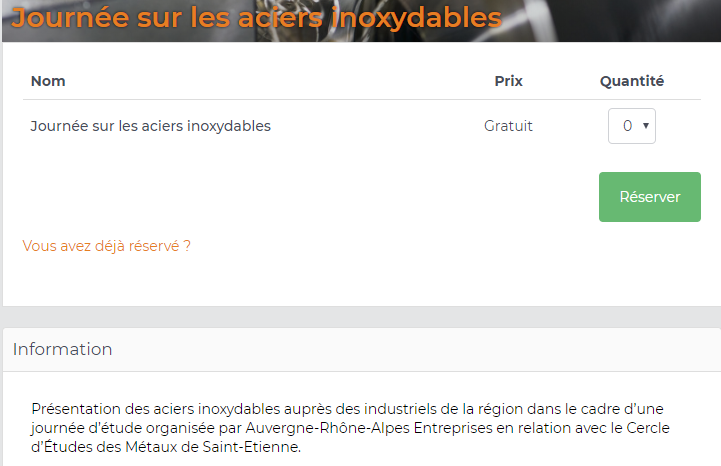 Journée sur les aciers inoxydables
Nom Prix Quantité
Journée sur les aciers inoxydables Gratuit 0
Réserver
Vous avez déjà réservé ?
Information
Présentation des aciers inoxydables auprès des industriels de la région dans le cadre d’une
journée d’étude organisée par Auvergne-Rhône-Alpes Entreprises en relation avec le Cercle
d’Études des Métaux de Saint-Etienne.